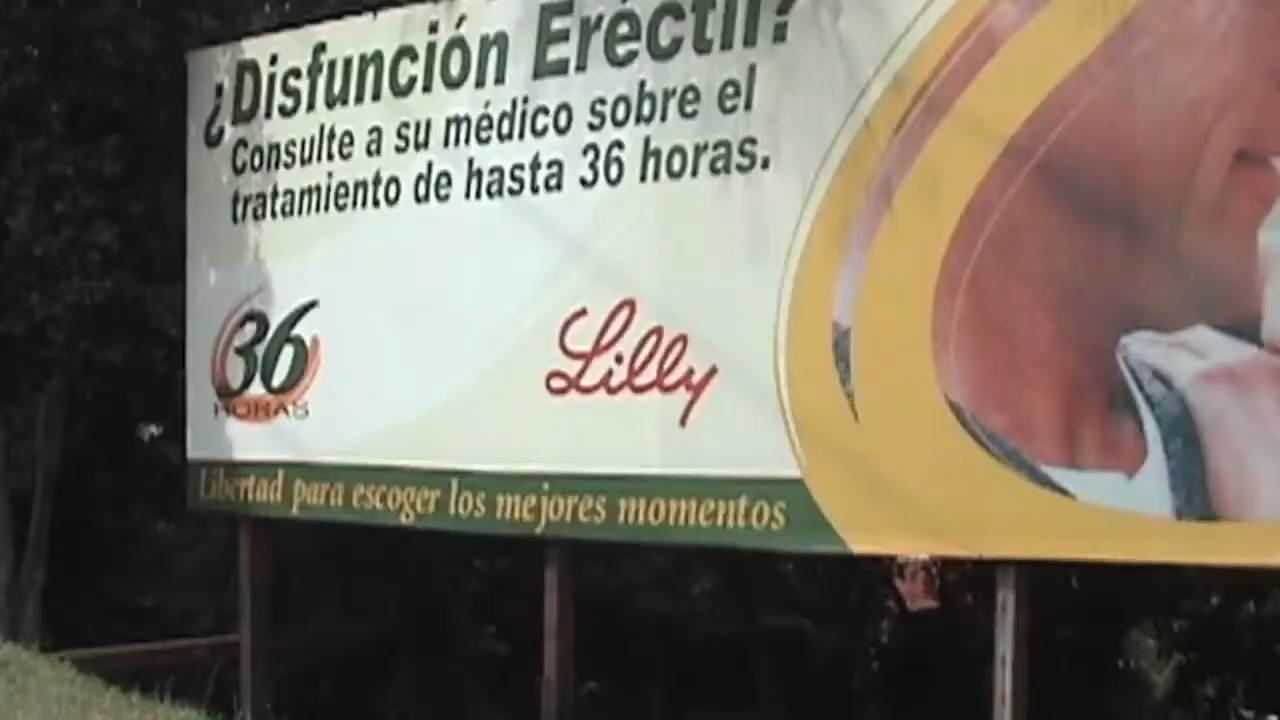 ¿Disfunción Eréctil?
Consulte a su médico sobre el
tratamiento de hasta 36 horas.
36
HORAS
Lilly
Libertad para escoger los mejores momentos